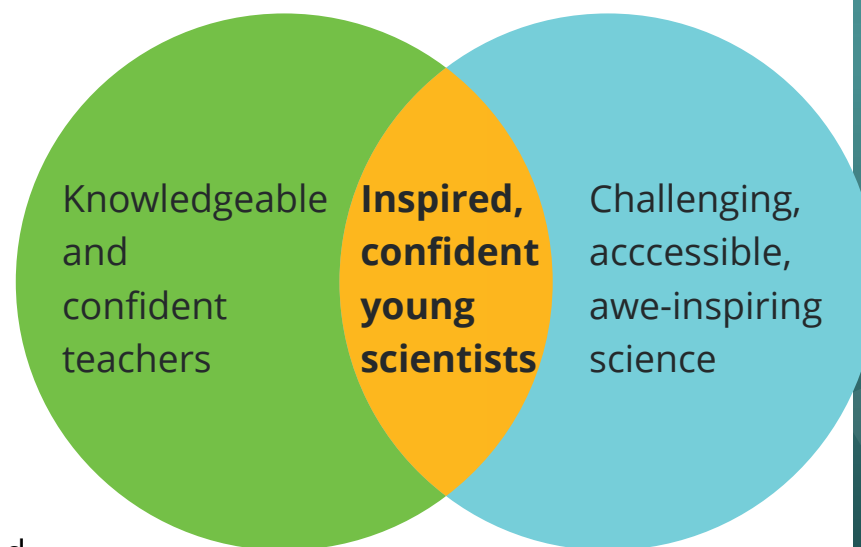 Knowledgeable
and
confident
teachers
Inspired,
confident
young
scientists
Challenging,
acccessible,
awe-inspiring
science
d